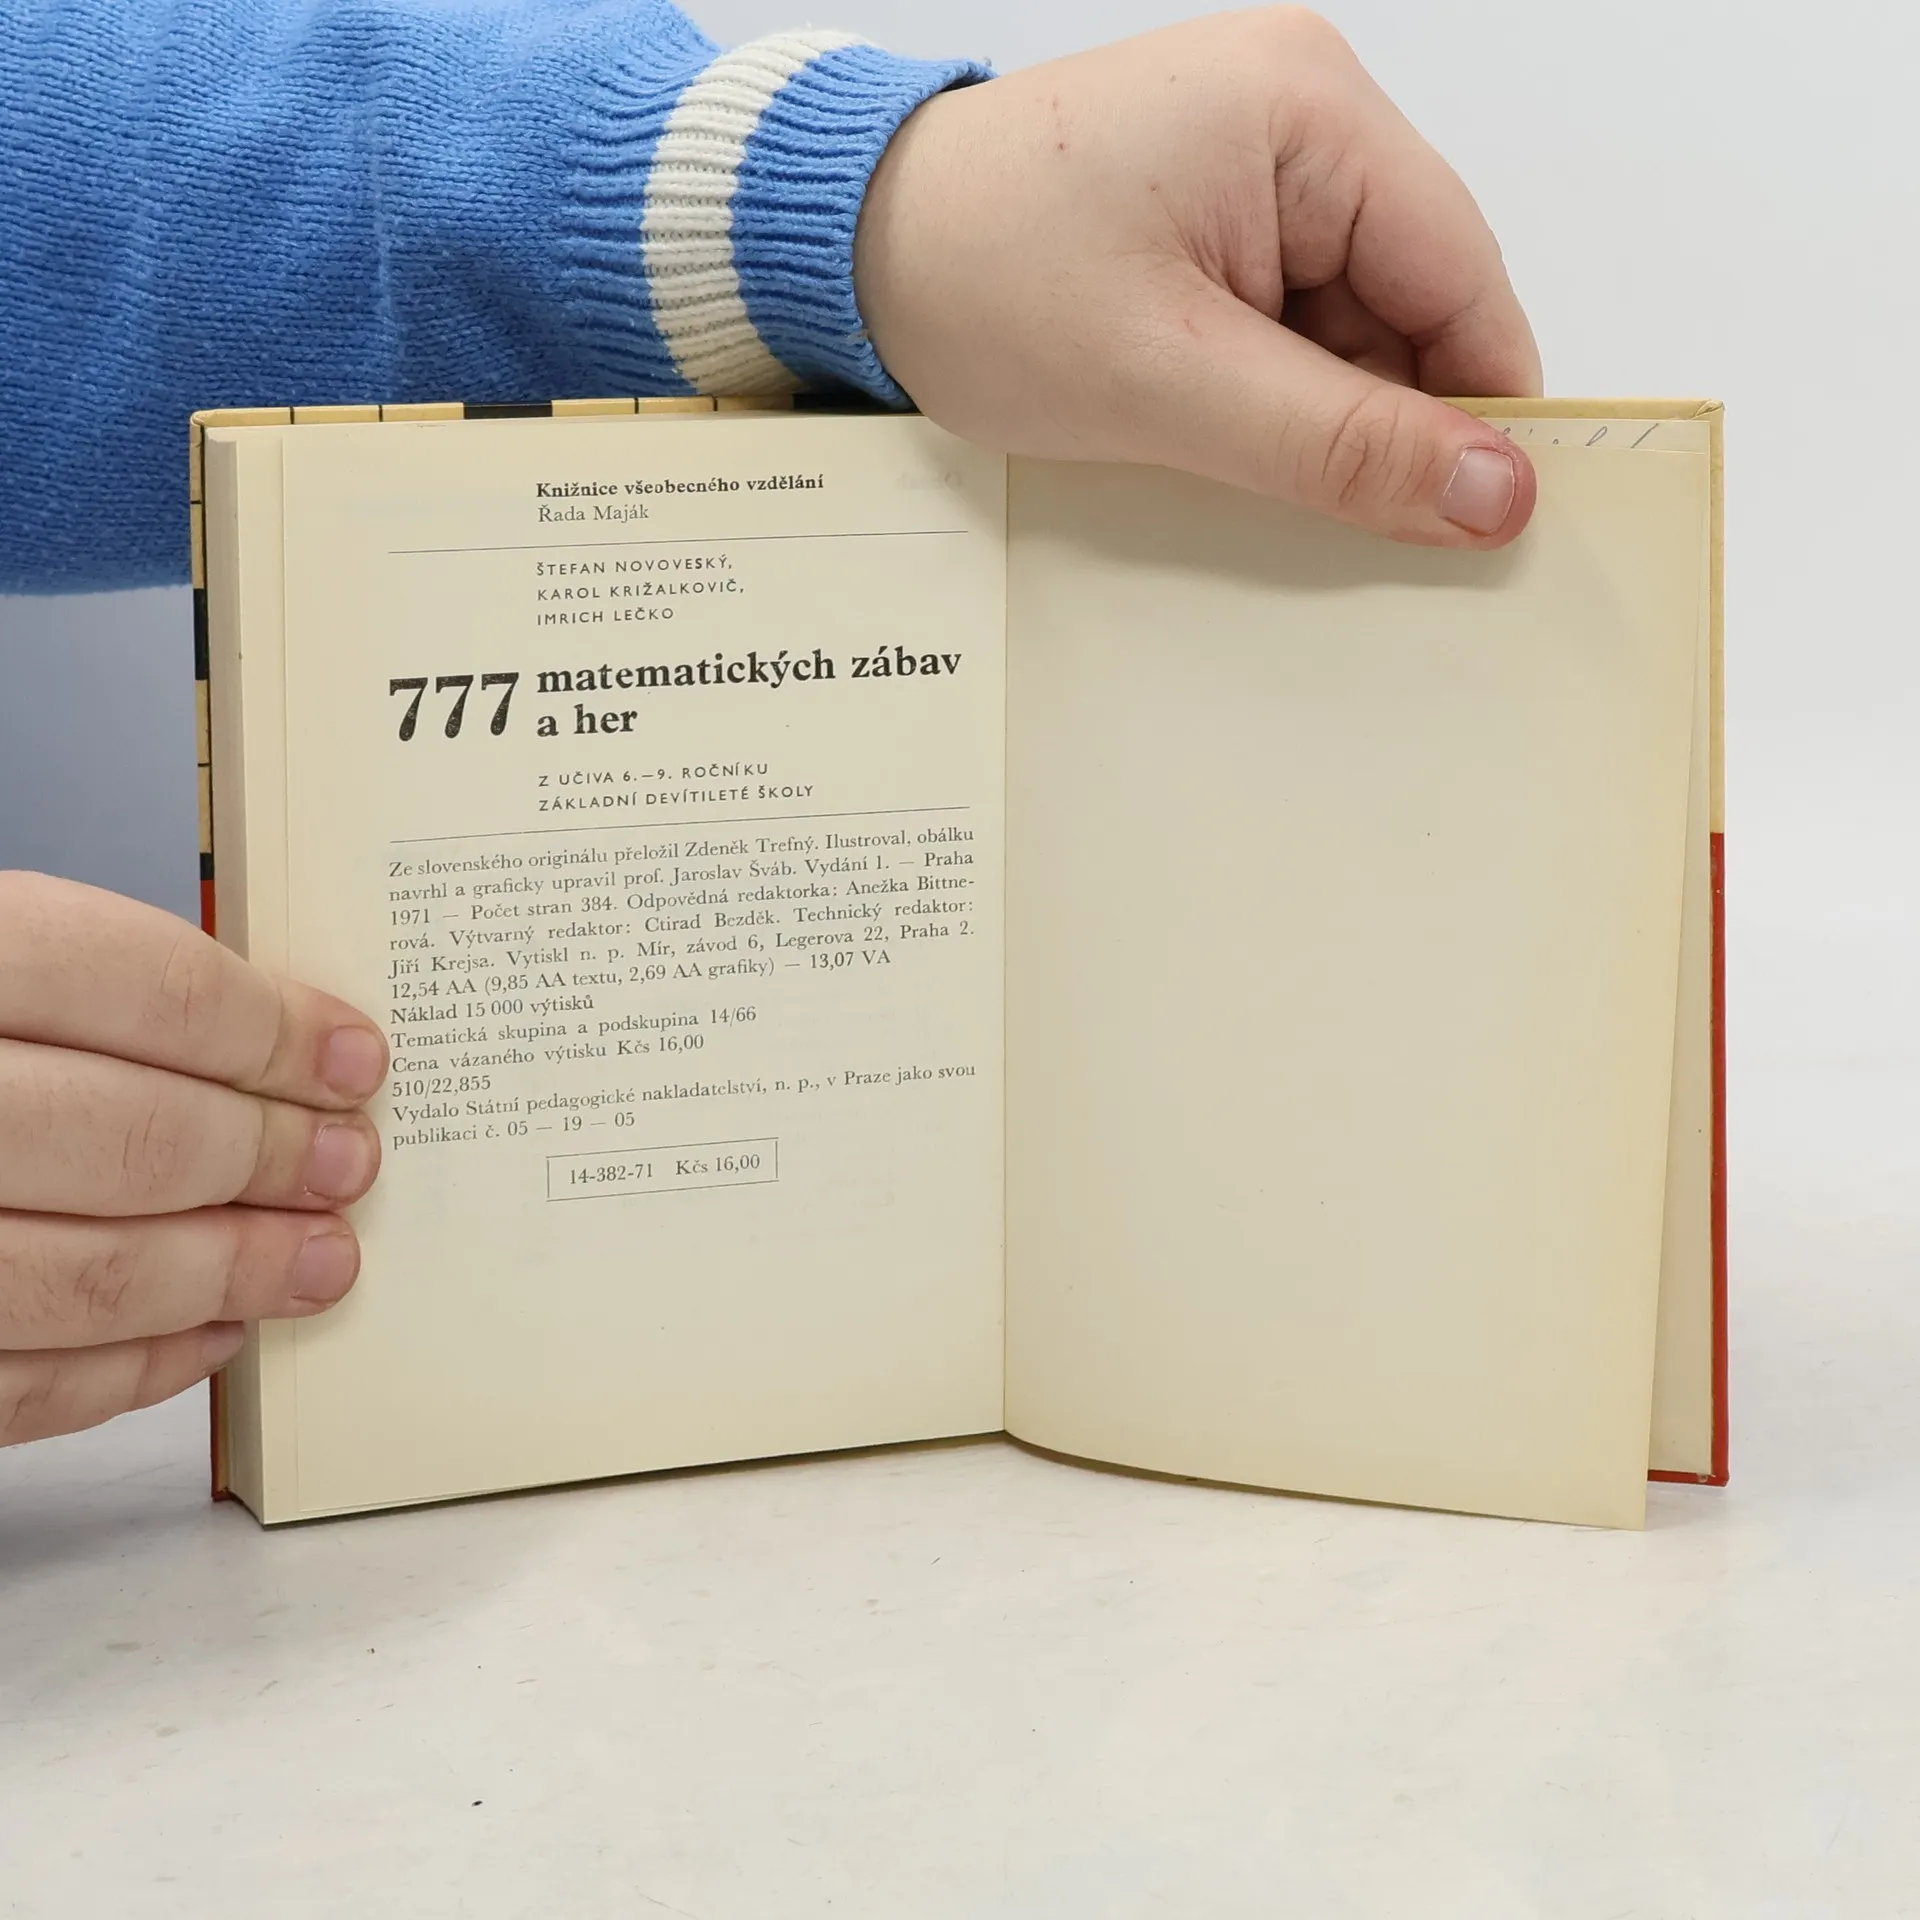 Knižnice všeobecného vzdělání
Řada Maják
ŠTEFAN NOVOVESKÝ,
KAROL KRIŽALKOVIČ,
IMRICH LEČKO
777 matematických zábav
a her
Z UČIVA 6.—9. ROČNÍKU
ZÁKLADNÍ DEVÍTILETÉ ŠKOLY
Ze slovenského originálu přeložil Zdeněk Trefný. Ilustroval, obálku
navrhl a graficky upravil prof. Jaroslav Šváb. Vydání 1. — Praha
1971 — Počet stran 384. Odpovědná redaktorka: Anežka Bittne-
rová. Výtvarný redaktor: Ctirad Bezděk. Technický redaktor:
Jiří Krejsa. Vytiskl n. p. Mír, závod 6, Legerova 22, Praha 2.
12,54 AA (9,85 AA textu, 2,69 AA grafiky) — 13,07 VA
Náklad 15 000 výtisků
Tematická skupina a podskupina 14/66
Cena vázaného výtisku Kčs 16,00
510/22,855
Vydalo Státní pedagogické nakladatelství, n. p., v Praze jako svou
publikaci č. 05 — 19 — 05
14-382-71 Kčs 16,00